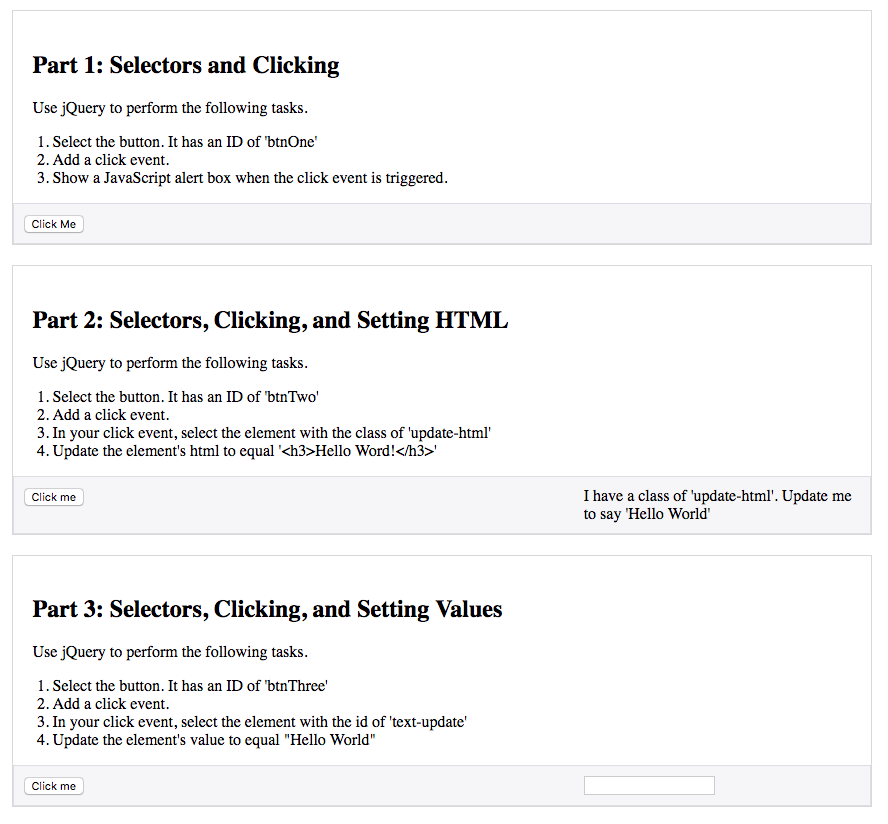 Part 1: Selectors and Clicking
Use jQuery to perform the following tasks.
1. Select the button. It has an ID of 'btnOne'
2. Add a click event.
3. Show a JavaScript alert box when the click event is triggered.
Click Me
Part 2: Selectors, Clicking, and Setting HTML
Use jQuery to perform the following tasks.
1. Select the button. It has an ID of 'btnTwo'
2. Add a click event.
3. In your click event, select the element with the class of 'update-html'
4. Update the element's html to equal '<h3>Hello Word!</h3>'
Click me
I have a class of 'update-html'. Update me
to say 'Hello World'
Part 3: Selectors, Clicking, and Setting Values
Use jQuery to perform the following tasks.
1. Select the button. It has an ID of 'btnThree'
2. Add a click event.
3. In your click event, select the element with the id of 'text-update'
4. Update the element's value to equal "Hello World"
Click me